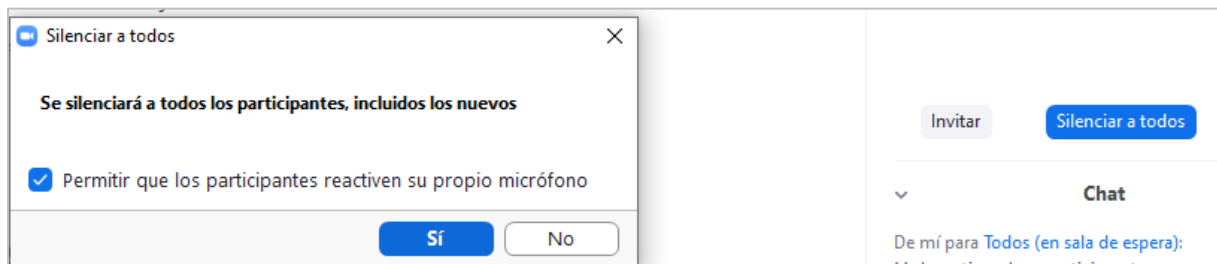 Silenciar a todos
Se silenciará a todos los participantes, incluidos los nuevos
Permitir que los participantes reactiven su propio micrófono
Sí No
Invitar Silenciar a todos
Chat
De mí para Todos (en sala de espera):